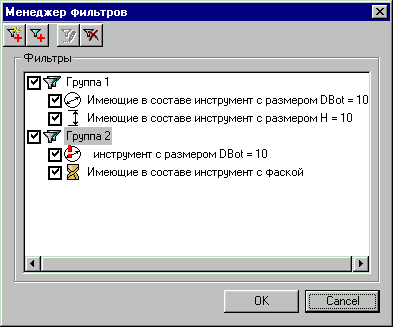 Менеджер фильтров
Фильтры
Группа 1
Имеющие в составе инструмент с размером DBot = 10
Имеющие в составе инструмент с размером H = 10
Группа 2
инструмент с размером DBot = 10
Имеющие в составе инструмент с фаской
OK
Cancel